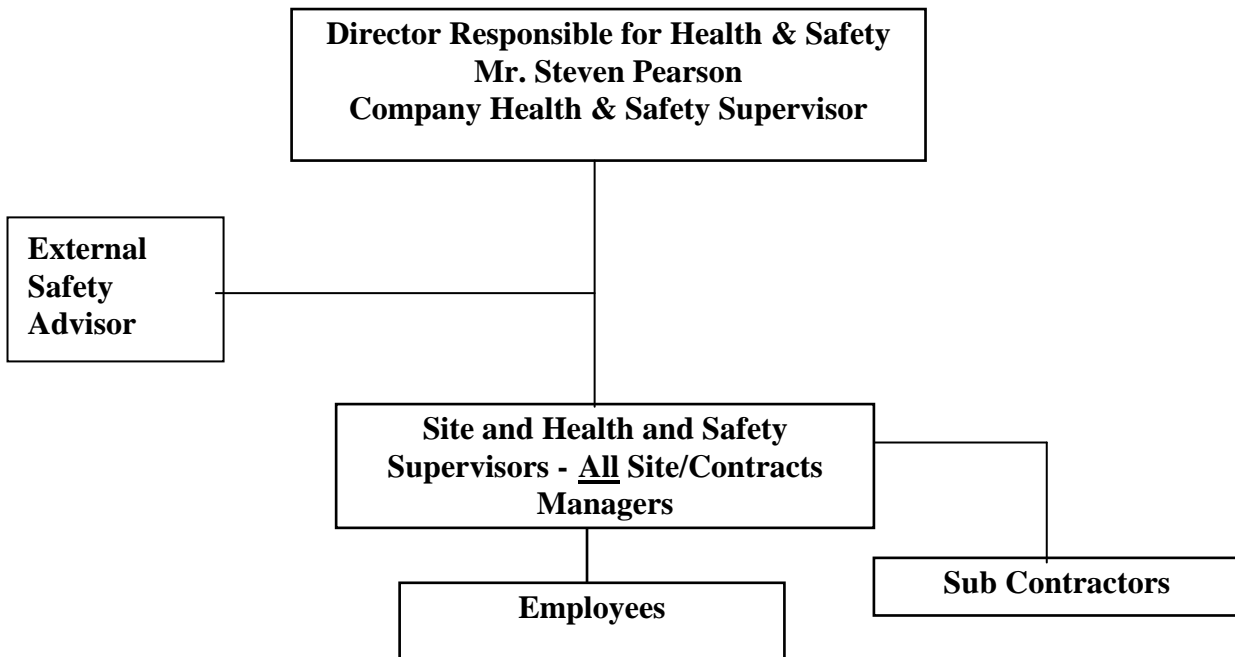 Director Responsible for Health & Safety
Mr. Steven Pearson
Company Health & Safety Supervisor
External
Safety
Advisor
Site and Health and Safety
Supervisors - All Site/Contracts
Managers
Sub Contractors
Employees